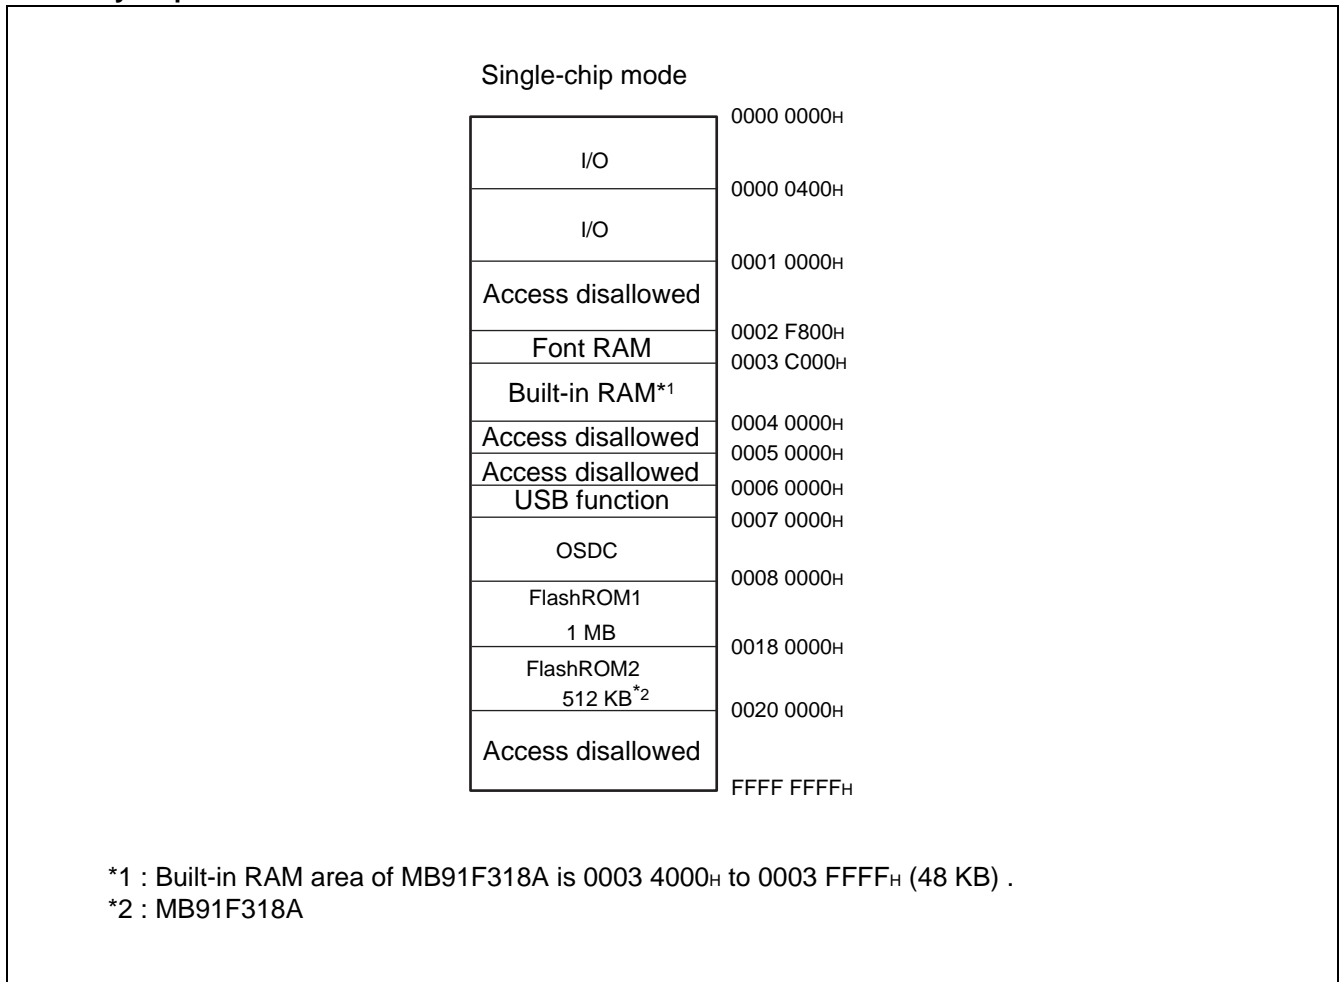 Single-chip mode
0000 0000H
I/O
0000 0400H
I/O
0001 0000H
Access disallowed
0002 F800H
Font RAM
0003 C000H
Built-in RAM*1
0004 0000H
Access disallowed
0005 0000H
Access disallowed
0006 0000H
USB function
0007 0000H
OSDC
0008 0000H
FlashROM1
1 MB
0018 0000H
FlashROM2
512 KB*2
0020 0000H
Access disallowed
FFFF FFFFH
*1 : Built-in RAM area of MB91F318A is 0003 4000H to 0003 FFFFH (48 KB) .
*2 : MB91F318A